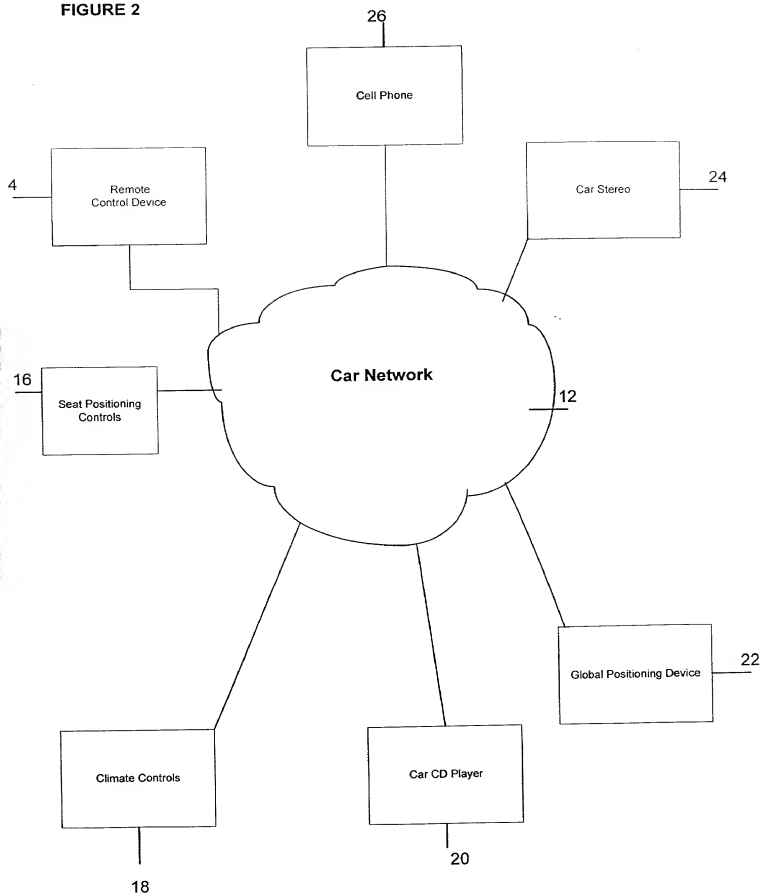 FIGURE 2
26
Cell Phone
4
Remote
Control Device
Car Stereo
24
16
Seat Positioning
Controls
Car Network
12
Global Positioning Device
22
Climate Controls
18
Car CD Player
20